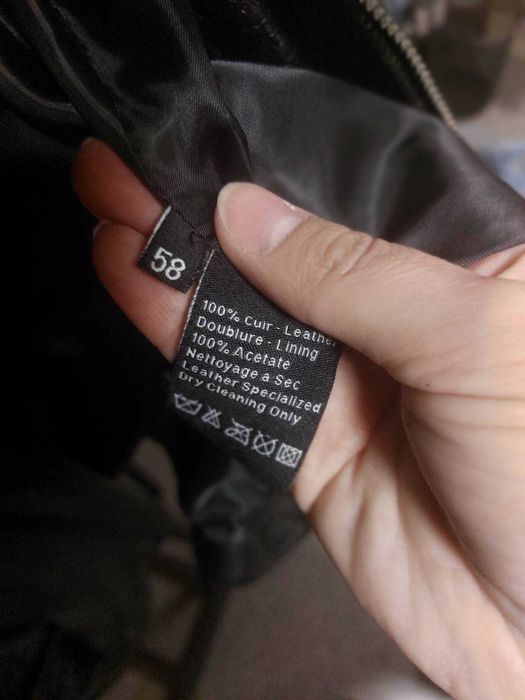 58
100% Cuir - Leather
Doublure - Lining
100% Acetate
Nettoyage a Sec
Leather Specialized
Dry Cleaning Only